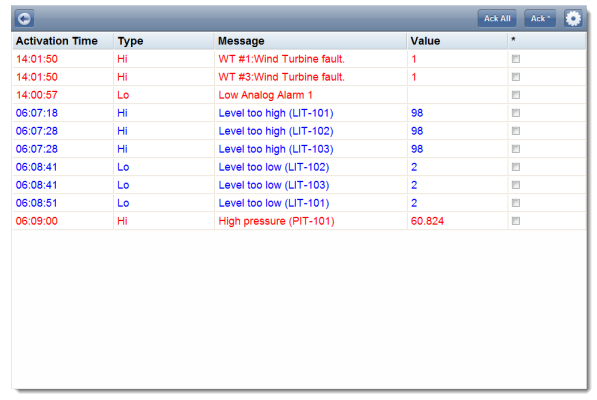 Ack All Ack *
Activation Time Type Message Value *
14:01:50 Hi WT #1:Wind Turbine fault. 1
14:01:50 Hi WT #3:Wind Turbine fault. 1
14:00:57 Lo Low Analog Alarm 1
06:07:18 Hi Level too high (LIT-101) 98
06:07:28 Hi Level too high (LIT-102) 98
06:07:28 Hi Level too high (LIT-103) 98
06:08:41 Lo Level too low (LIT-102) 2
06:08:41 Lo Level too low (LIT-103) 2
06:08:51 Lo Level too low (LIT-101) 2
06:09:00 Hi High pressure (PIT-101) 60.824